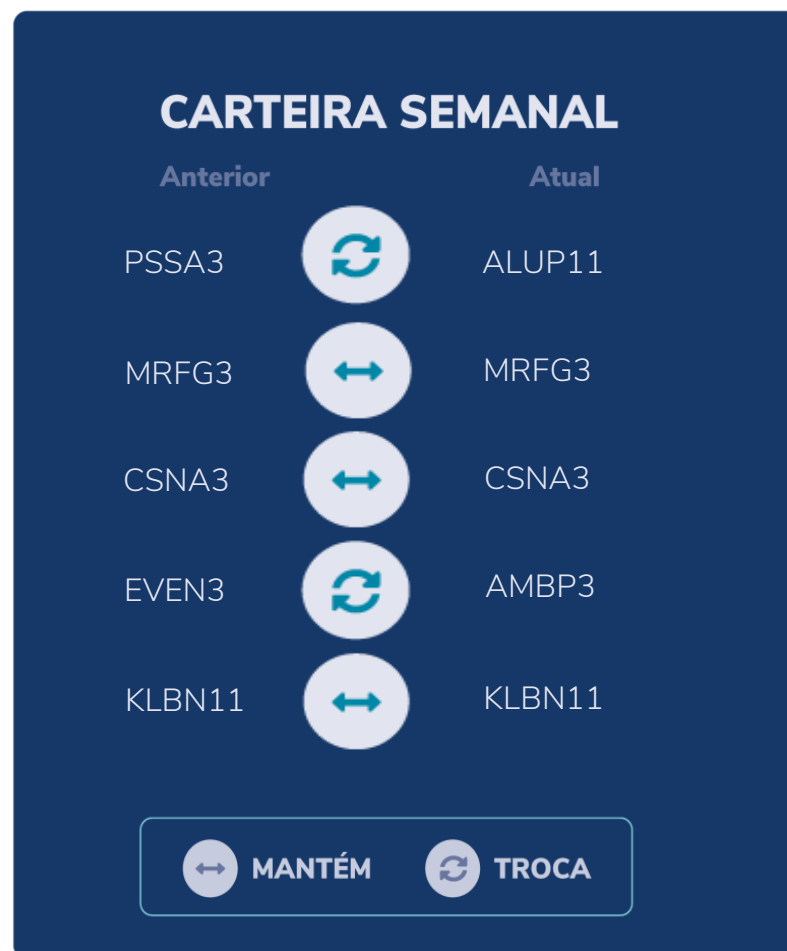 CARTEIRA SEMANAL
Anterior Atual
PSSA3 ALUP11
MRFG3 MRFG3
CSNA3 CSNA3
EVEN3 AMBP3
KLBN11 KLBN11
MANTÉM TROCA